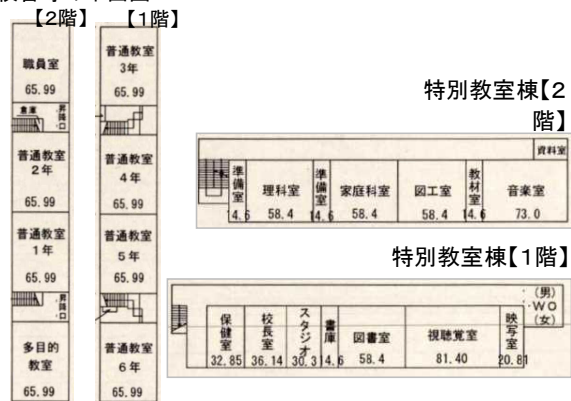 【2階】
【1階】
職員室
65.99
倉庫
昇降口
普通教室
2年
65.99
普通教室
1年
65.99
昇降口
多目的
教室
65.99
普通教室
3年
65.99
普通教室
4年
65.99
普通教室
5年
65.99
普通教室
6年
65.99
特別教室棟【2
階】
資料室
準備室
14.6
理科室
58.4
準備室
14.6
家庭科室
58.4
図工室
58.4
教材室
14.6
音楽室
73.0
特別教室棟【1階】
保健室
32.85
校長室
36.14
スタジオ
30.3
書庫
14.6
図書室
58.4
視聴覚室
81.40
映写室
20.81
(男)
WO
(女)